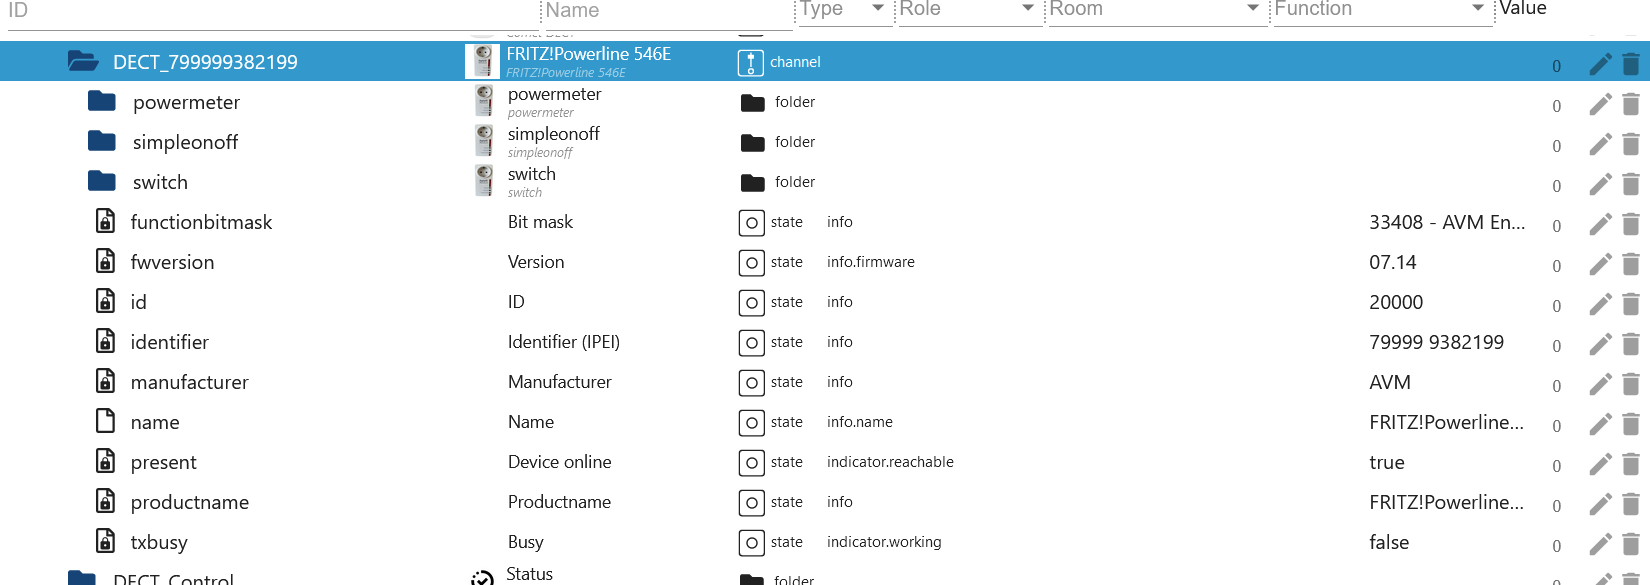 ID Name Type Role Room Function Value
DECT_799999382199 FRITZ!Powerline 546E channel 0
FRITZ!Powerline 546E
powermeter powermeter folder 0
powermeter
simpleonoff simpleonoff folder 0
simpleonoff
switch switch folder 0
switch
functionbitmask Bit mask state info 33408 - AVM En... 0
fwversion Version state info.firmware 07.14 0
id ID state info 20000 0
identifier Identifier (IPEI) state info 79999 9382199 0
manufacturer Manufacturer state info AVM 0
name Name state info.name FRITZ!Powerline... 0
present Device online state indicator.reachable true 0
productname Productname state info FRITZ!Powerline... 0
txbusy Busy state indicator.working false 0
DECT_Control Status folder 0